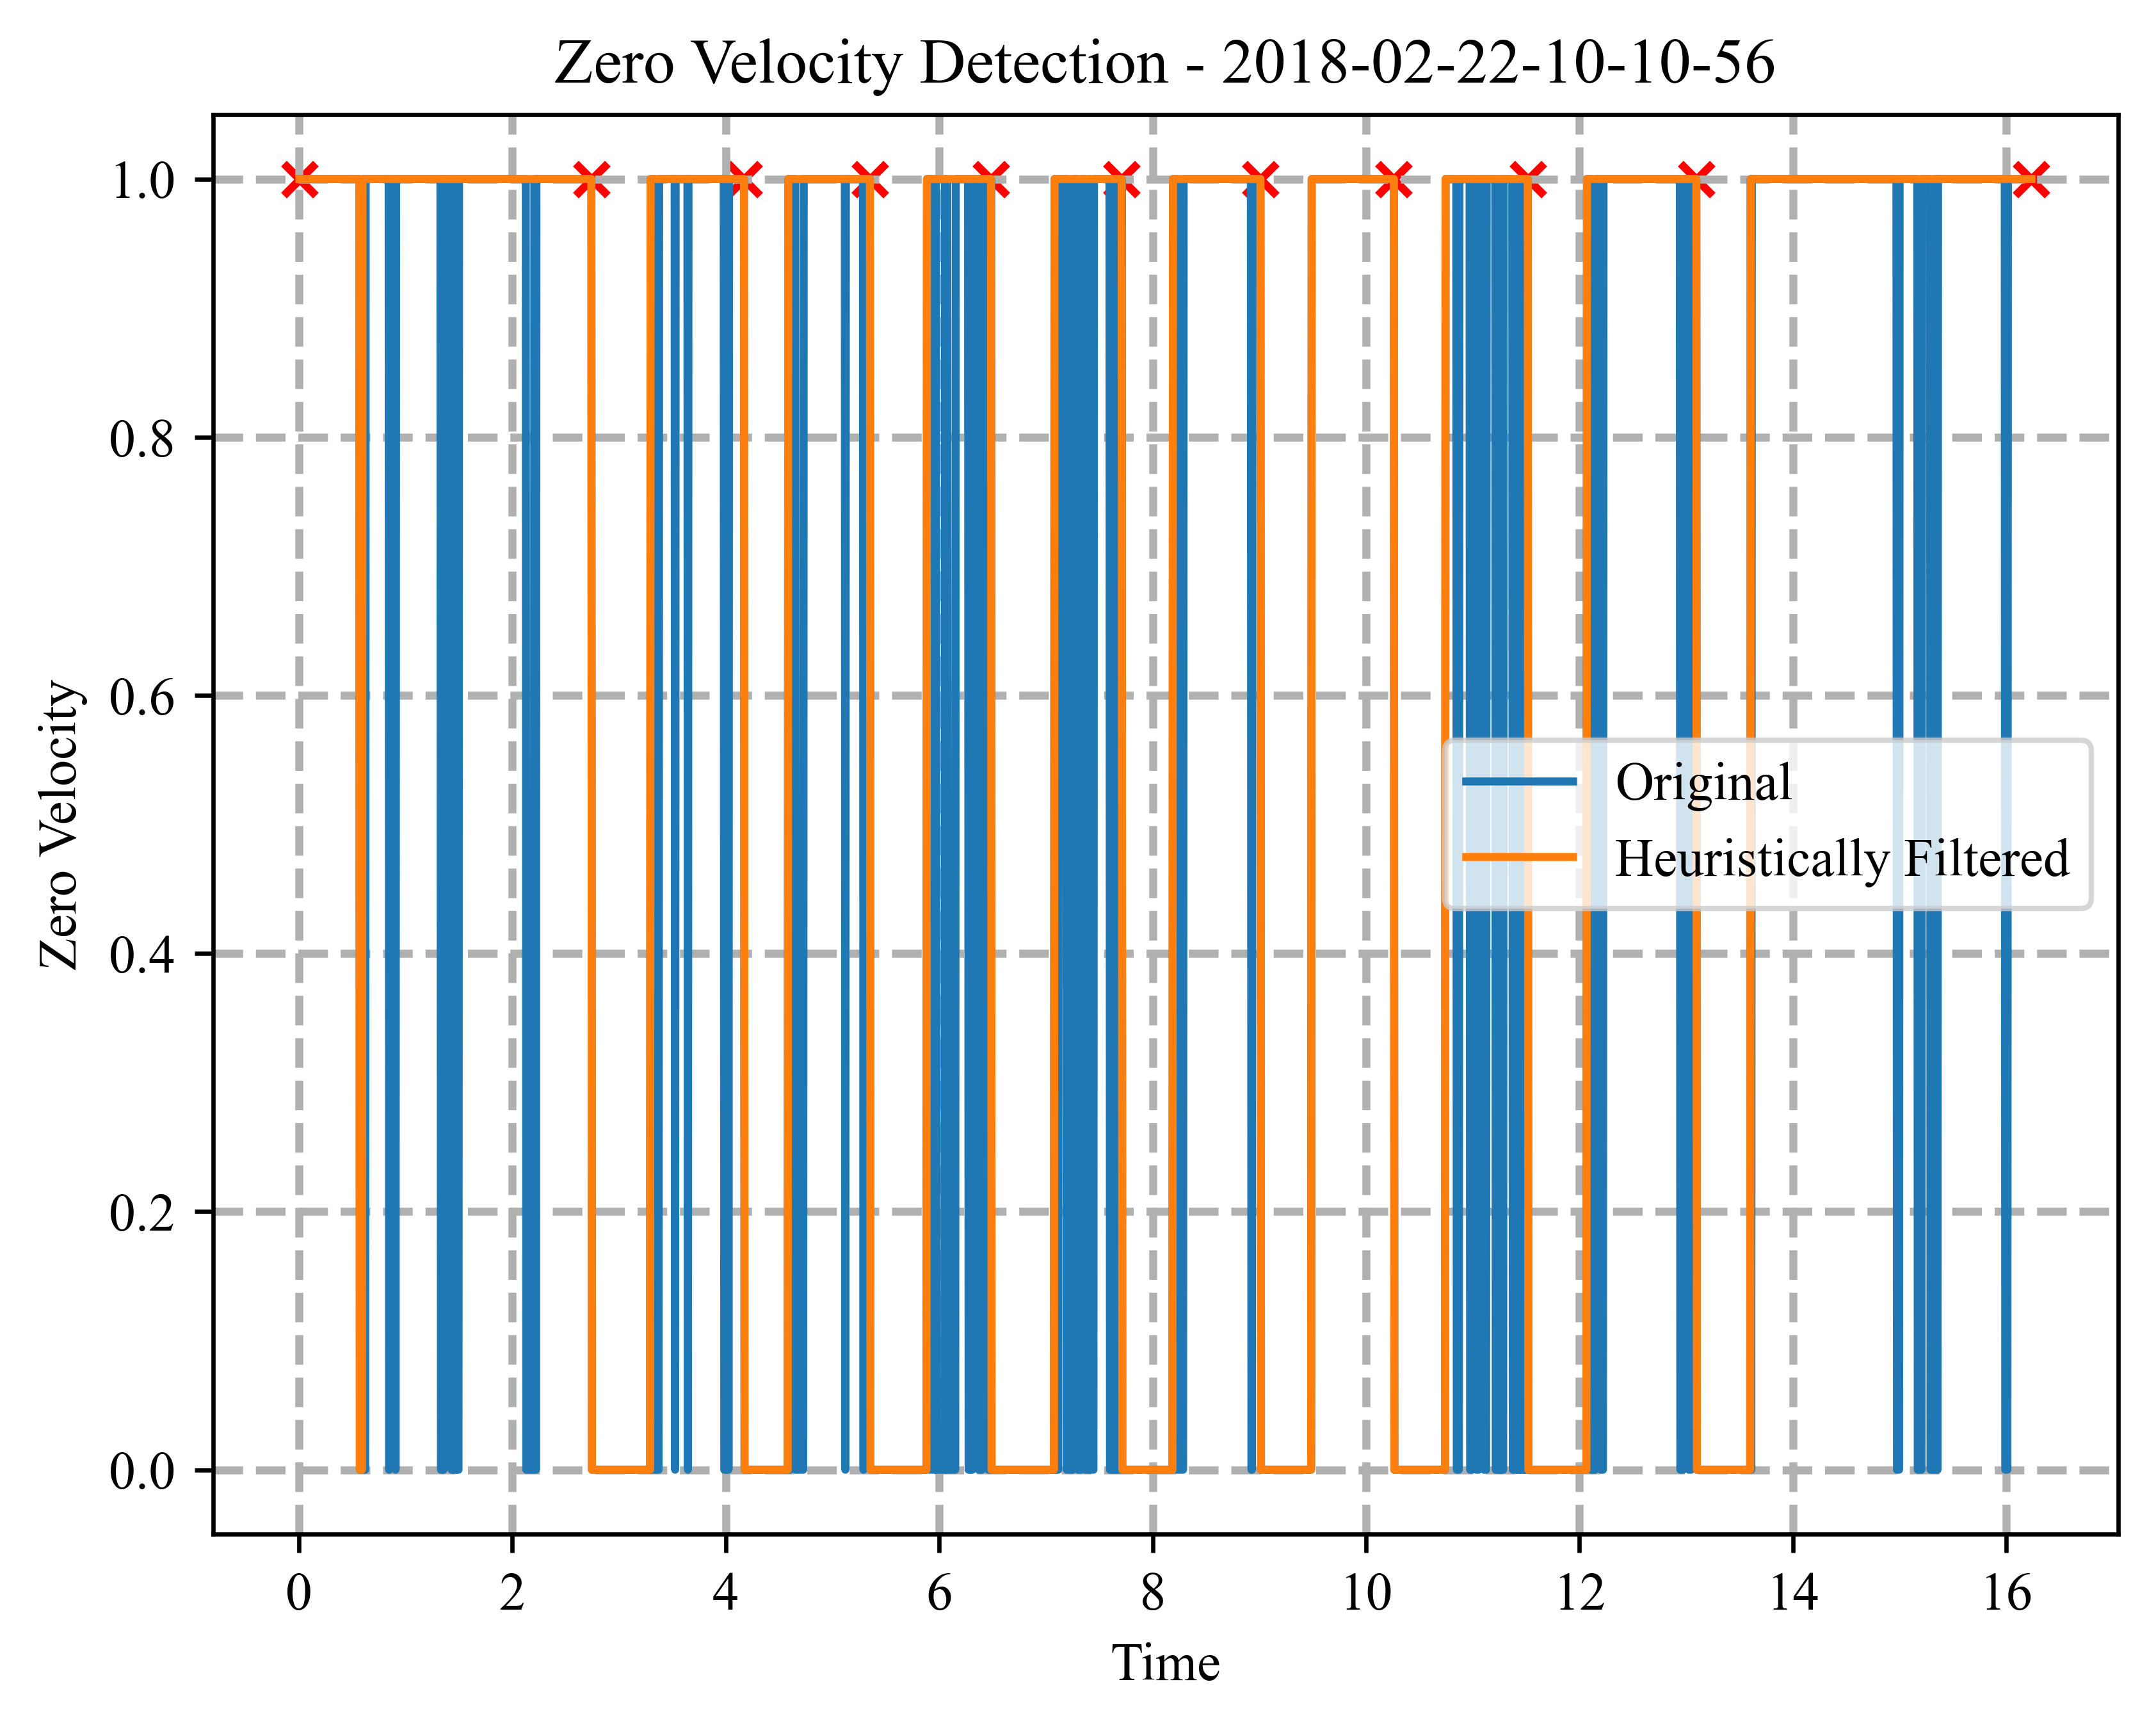 Zero Velocity Detection - 2018-02-22-10-10-56
1.0
0.8
0.6
0.4
0.2
0.0
Zero Velocity
Original
Heuristically Filtered
0 2 4 6 8 10 12 14 16
Time